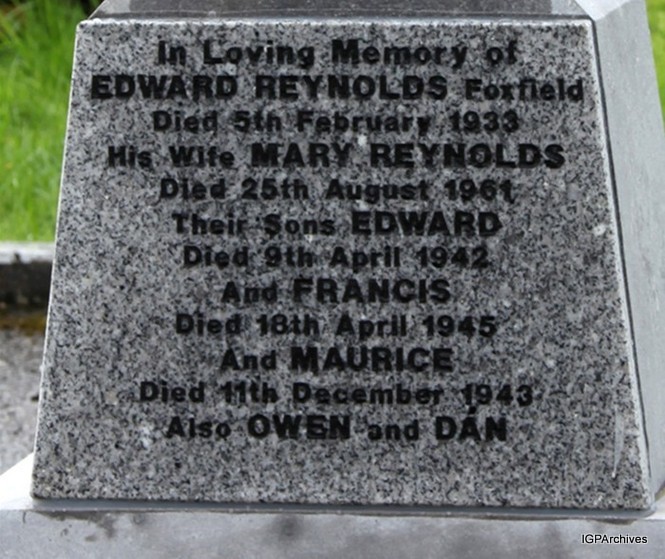 In Loving Memory of
EDWARD REYNOLDS Foxfield
Died 5th February 1933
His Wife MARY REYNOLDS
Died 25th August 1961
Their Sons EDWARD
Died 9th April 1942
And FRANCIS
Died 18th April 1945
And MAURICE
Died 11th December 1943
Also OWEN and DÁN
IGPArchives